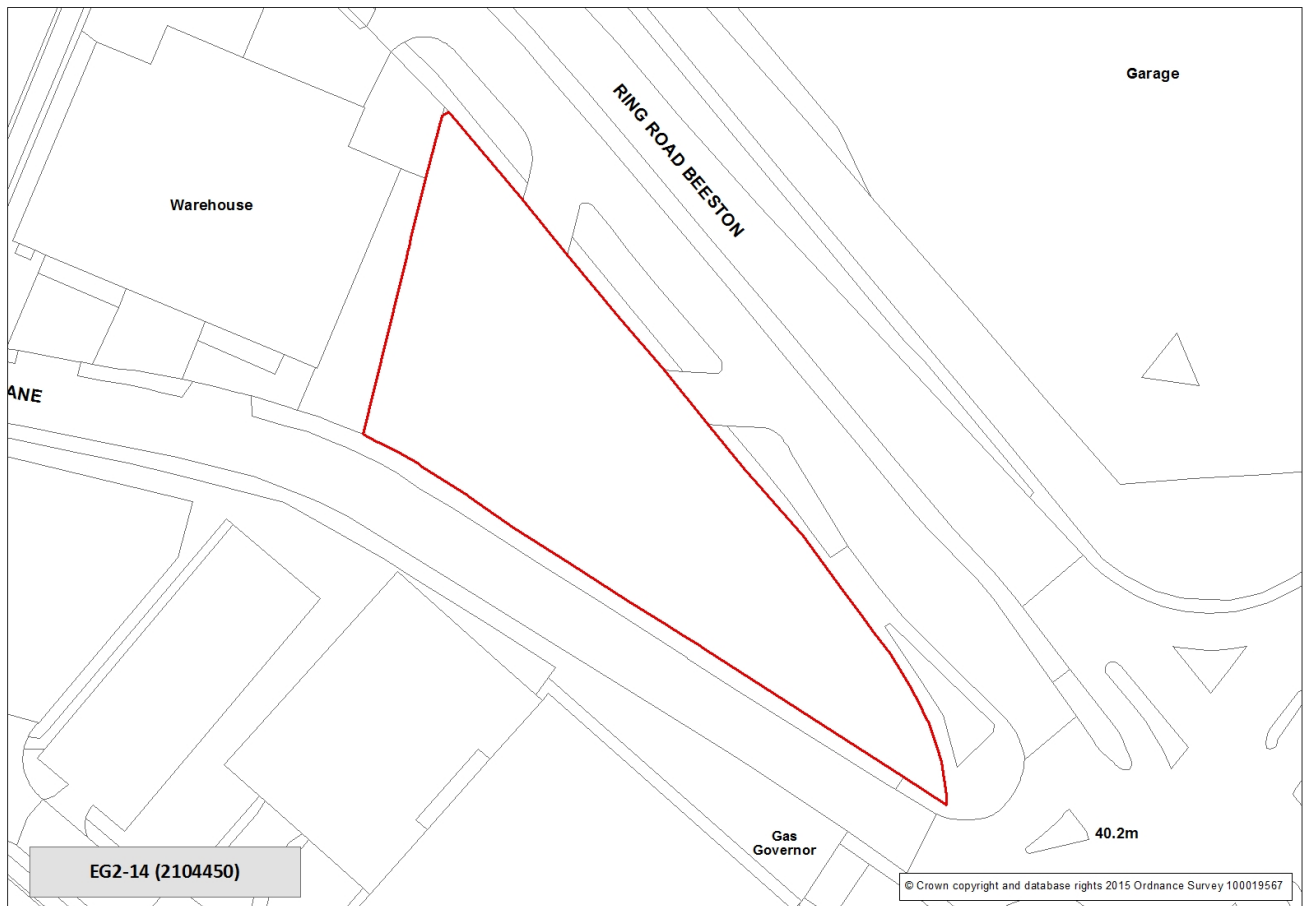 Garage
RING ROAD BEESTON
Warehouse
ANE
Gas
Governor
40.2m
EG2-14 (2104450)
© Crown copyright and database rights 2015 Ordnance Survey 100019567